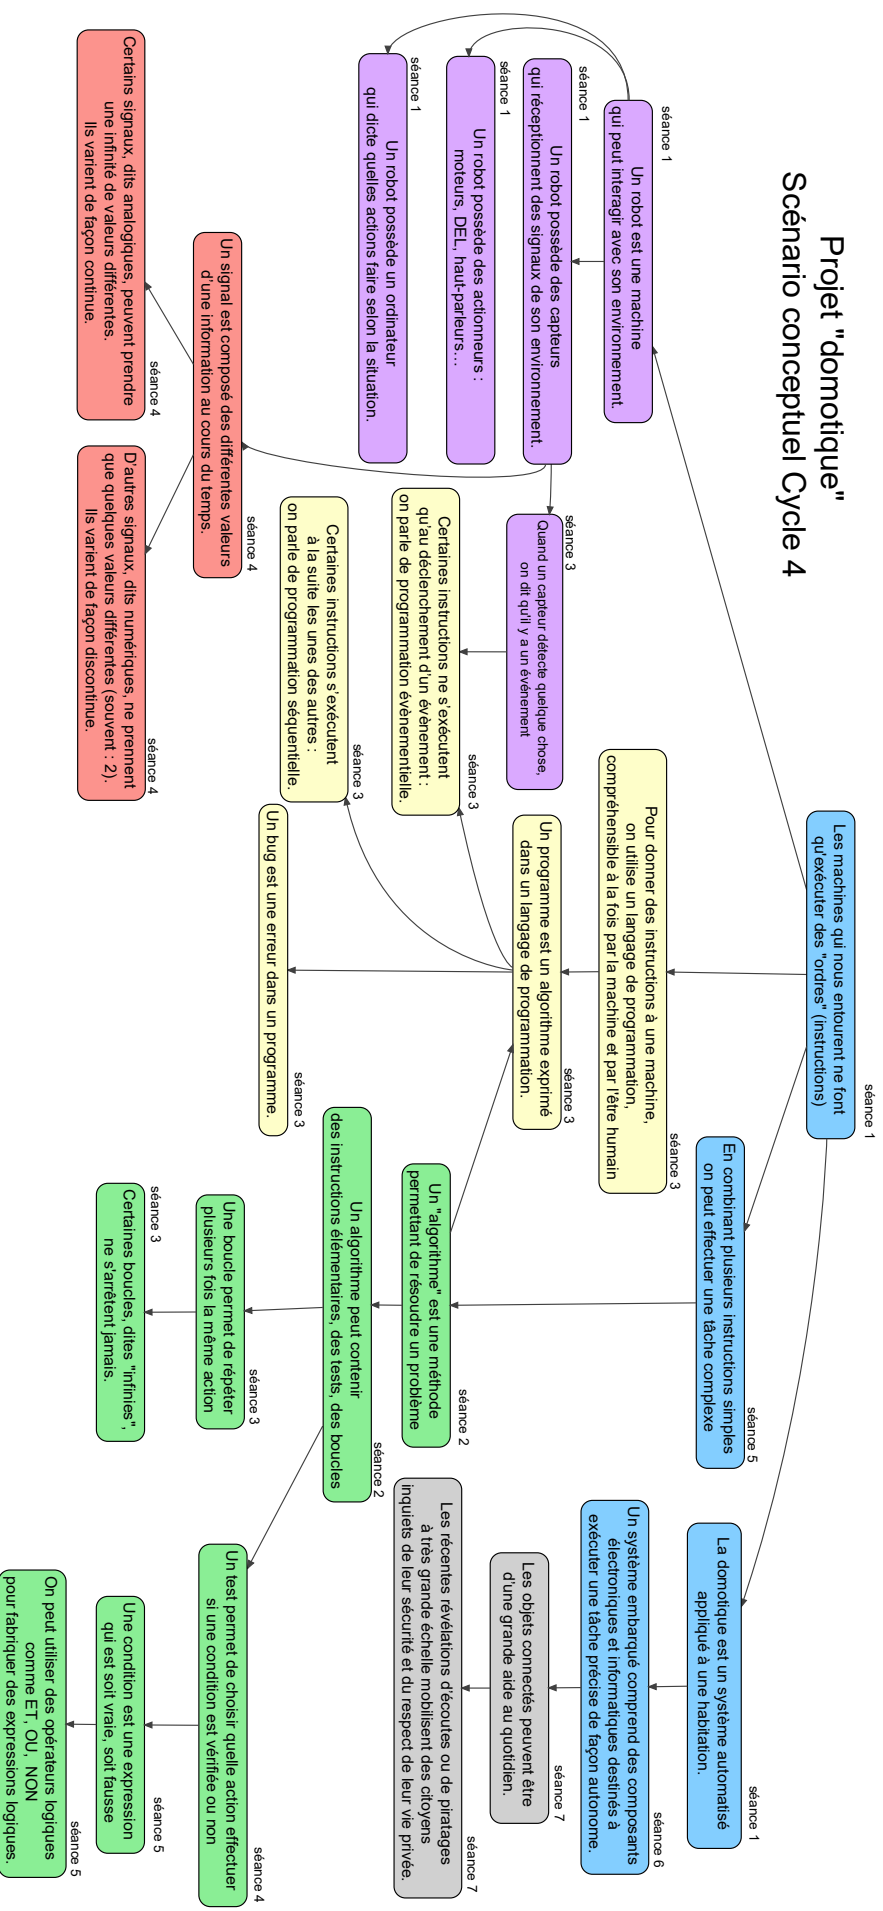 Projet "domotique"
Scénario conceptuel Cycle 4
séance 1
Les machines qui nous entourent ne font
qu'exécuter des "ordres" (instructions)
séance 1
Un robot est une machine
qui peut interagir avec son environnement.
séance 1
Un robot possède des capteurs
qui réceptionnent des signaux de son environnement.
séance 1
Un robot possède des actionneurs :
moteurs, DEL, haut-parleurs…
séance 1
Un robot possède un ordinateur
qui dicte quelles actions faire selon la situation.
séance 3
Quand un capteur détecte quelque chose,
on dit qu'il y a un événement
séance 4
Un signal est composé des différentes valeurs
d'une information au cours du temps.
séance 4
Certains signaux, dits analogiques, peuvent prendre
une infinité de valeurs différentes.
Ils varient de façon continue.
séance 4
D'autres signaux, dits numériques, ne prennent
que quelques valeurs différentes (souvent : 2).
Ils varient de façon discontinue.
séance 3
Pour donner des instructions à une machine,
on utilise un langage de programmation,
compréhensible à la fois par la machine et par l'être humain
séance 3
Un programme est un algorithme exprimé
dans un langage de programmation.
séance 3
Certaines instructions ne s'exécutent
qu'au déclenchement d'un évènement :
on parle de programmation évènementielle.
séance 3
Certaines instructions s'exécutent
à la suite les unes des autres :
on parle de programmation séquentielle.
séance 3
Un bug est une erreur dans un programme.
séance 5
En combinant plusieurs instructions simples
on peut effectuer une tâche complexe
séance 2
Un "algorithme" est une méthode
permettant de résoudre un problème
séance 2
Un algorithme peut contenir
des instructions élémentaires, des tests, des boucles
séance 3
Une boucle permet de répéter
plusieurs fois la même action
séance 3
Certaines boucles, dites "infinies",
ne s'arrêtent jamais.
séance 4
Un test permet de choisir quelle action effectuer
si une condition est vérifiée ou non
séance 5
Une condition est une expression
qui est soit vraie, soit fausse
séance 5
On peut utiliser des opérateurs logiques
comme ET, OU, NON
pour fabriquer des expressions logiques.
séance 1
La domotique est un système automatisé
appliqué à une habitation.
séance 6
Un système embarqué comprend des composants
électroniques et informatiques destinés à
exécuter une tâche précise de façon autonome.
séance 7
Les objets connectés peuvent être
d'une grande aide au quotidien.
séance 7
Les récentes révélations d'écoutes ou de piratages
à très grande échelle mobilisent des citoyens
inquiets de leur sécurité et du respect de leur vie privée.